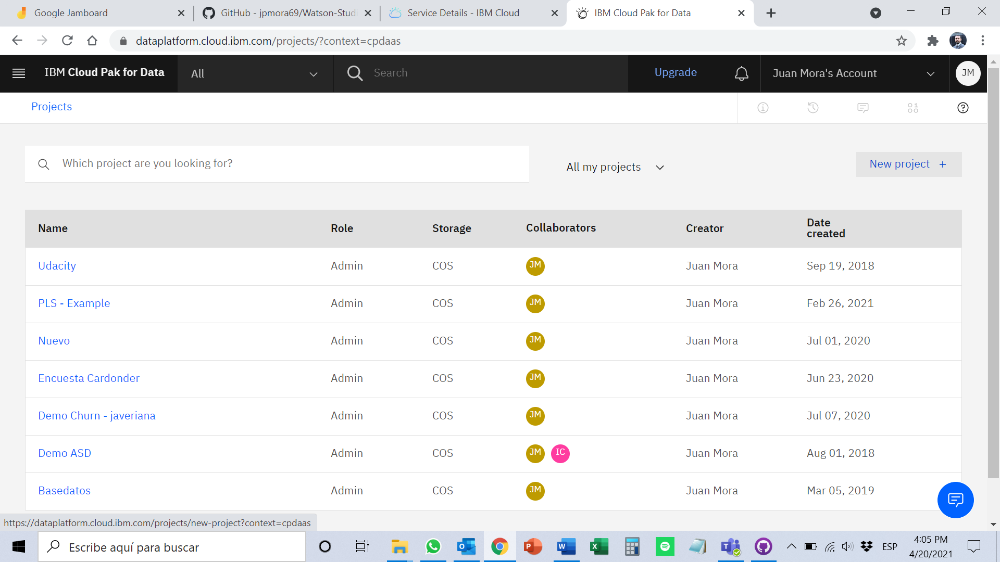 Google Jamboard
GitHub - jpmora69/Watson-Studi
Service Details - IBM Cloud
IBM Cloud Pak for Data
dataplatform.cloud.ibm.com/projects/?context=cpdaas
IBM Cloud Pak for Data
All
Search
Upgrade
Juan Mora's Account
JM
Projects
Which project are you looking for?
All my projects
New project +
Name Role Storage Collaborators Creator Date created
Udacity Admin COS JM Juan Mora Sep 19, 2018
PLS - Example Admin COS JM Juan Mora Feb 26, 2021
Nuevo Admin COS JM Juan Mora Jul 01, 2020
Encuesta Cardonder Admin COS JM Juan Mora Jun 23, 2020
Demo Churn - javeriana Admin COS JM Juan Mora Jul 07, 2020
Demo ASD Admin COS JM IC Juan Mora Aug 01, 2018
Basedatos Admin COS JM Juan Mora Mar 05, 2019
https://dataplatform.cloud.ibm.com/projects/new-project?context=cpdaas
Escribe aquí para buscar
ESP
4:05 PM
4/20/2021